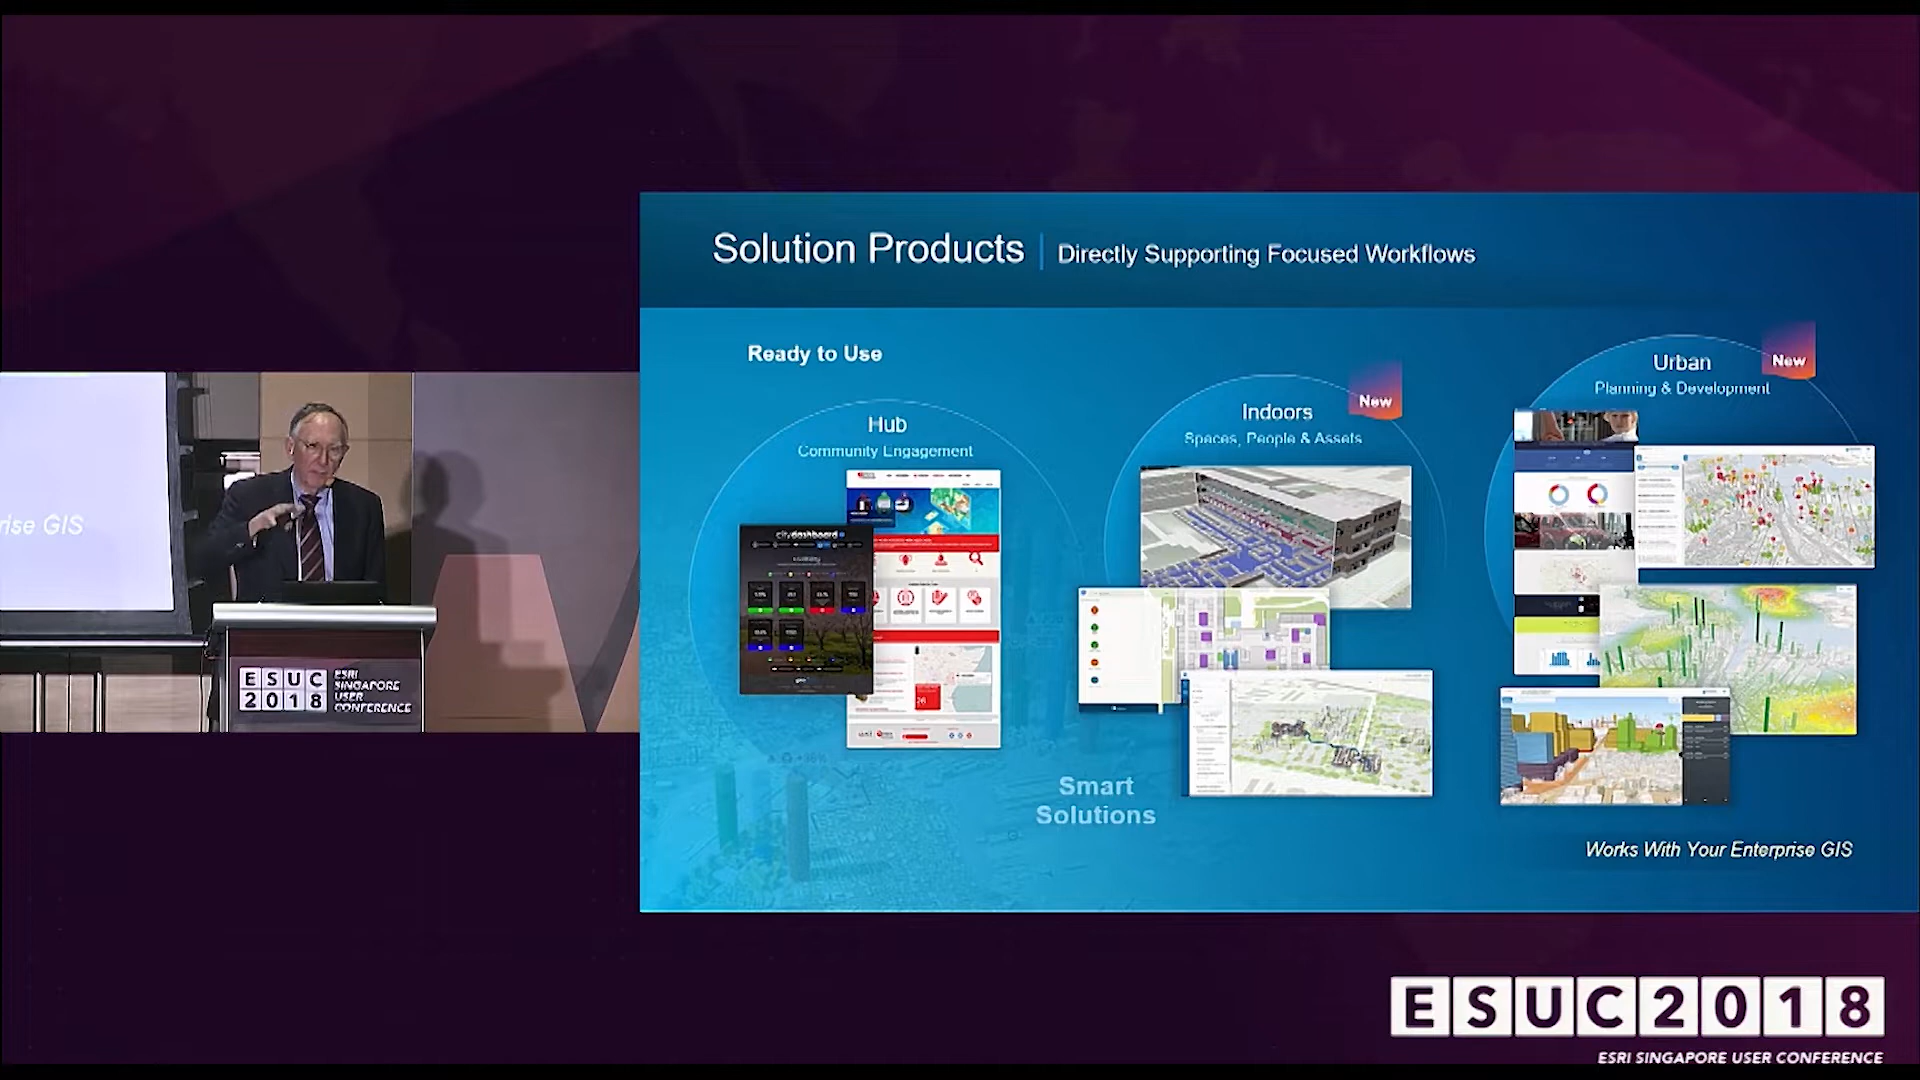 Solution Products | Directly Supporting Focused Workflows
Ready to Use
Hub
Community Engagement
New
Indoors
Spaces, People & Assets
New
Urban
Planning & Development
citydashboard
26
Smart
Solutions
Works With Your Enterprise GIS
rise GIS
ESUC
2018
ESRI
SINGAPORE
USER
CONFERENCE
ESUC2018
ESRI SINGAPORE USER CONFERENCE